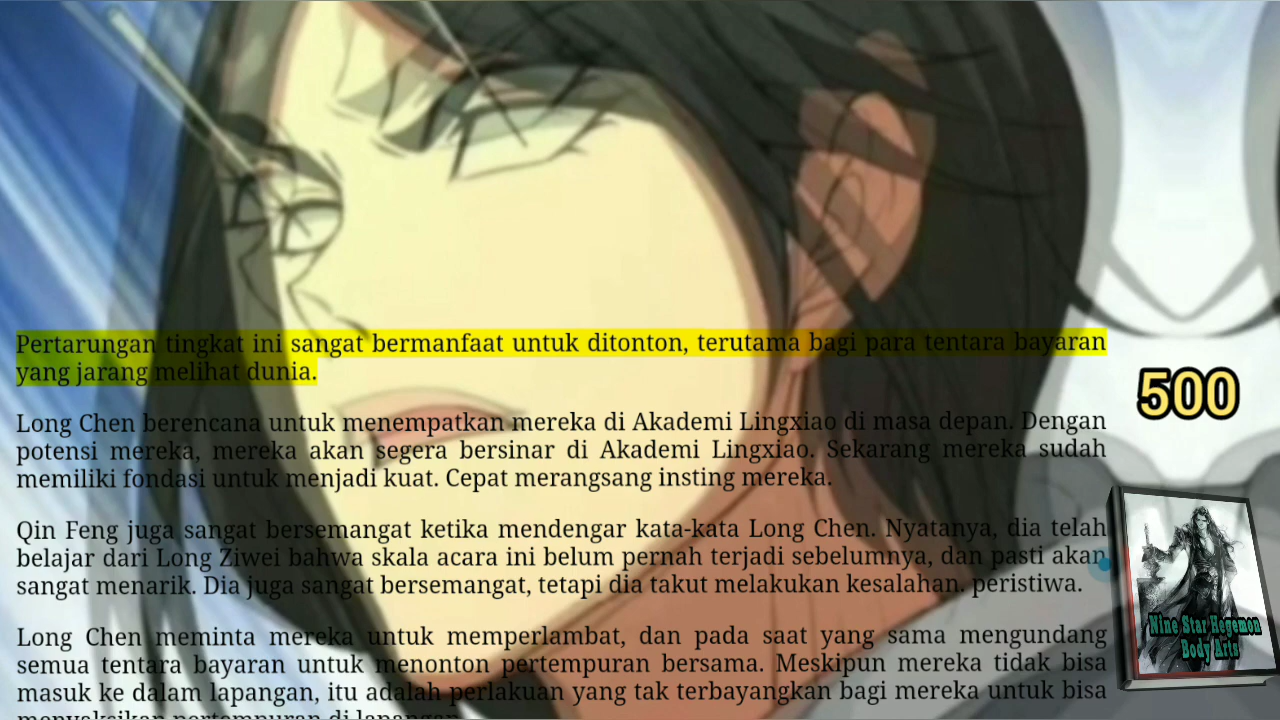 Pertarungan tingkat ini sangat bermanfaat untuk ditonton, terutama bagi para tentara bayaran
yang jarang melihat dunia.
Long Chen berencana untuk menempatkan mereka di Akademi Lingxiao di masa depan. Dengan
potensi mereka, mereka akan segera bersinar di Akademi Lingxiao. Sekarang mereka sudah
memiliki fondasi untuk menjadi kuat. Cepat merangsang insting mereka.
Qin Feng juga sangat bersemangat ketika mendengar kata-kata Long Chen. Nyatanya, dia telah
belajar dari Long Ziwei bahwa skala acara ini belum pernah terjadi sebelumnya, dan pasti akan
sangat menarik. Dia juga sangat bersemangat, tetapi dia takut melakukan kesalahan. peristiwa.
Long Chen meminta mereka untuk memperlambat, dan pada saat yang sama mengundang
semua tentara bayaran untuk menonton pertempuran bersama. Meskipun mereka tidak bisa
masuk ke dalam lapangan, itu adalah perlakuan yang tak terbayangkan bagi mereka untuk bisa
menyaksikan pertempuran di lapangan.
500
Nine Star Hegemon
Body Arts